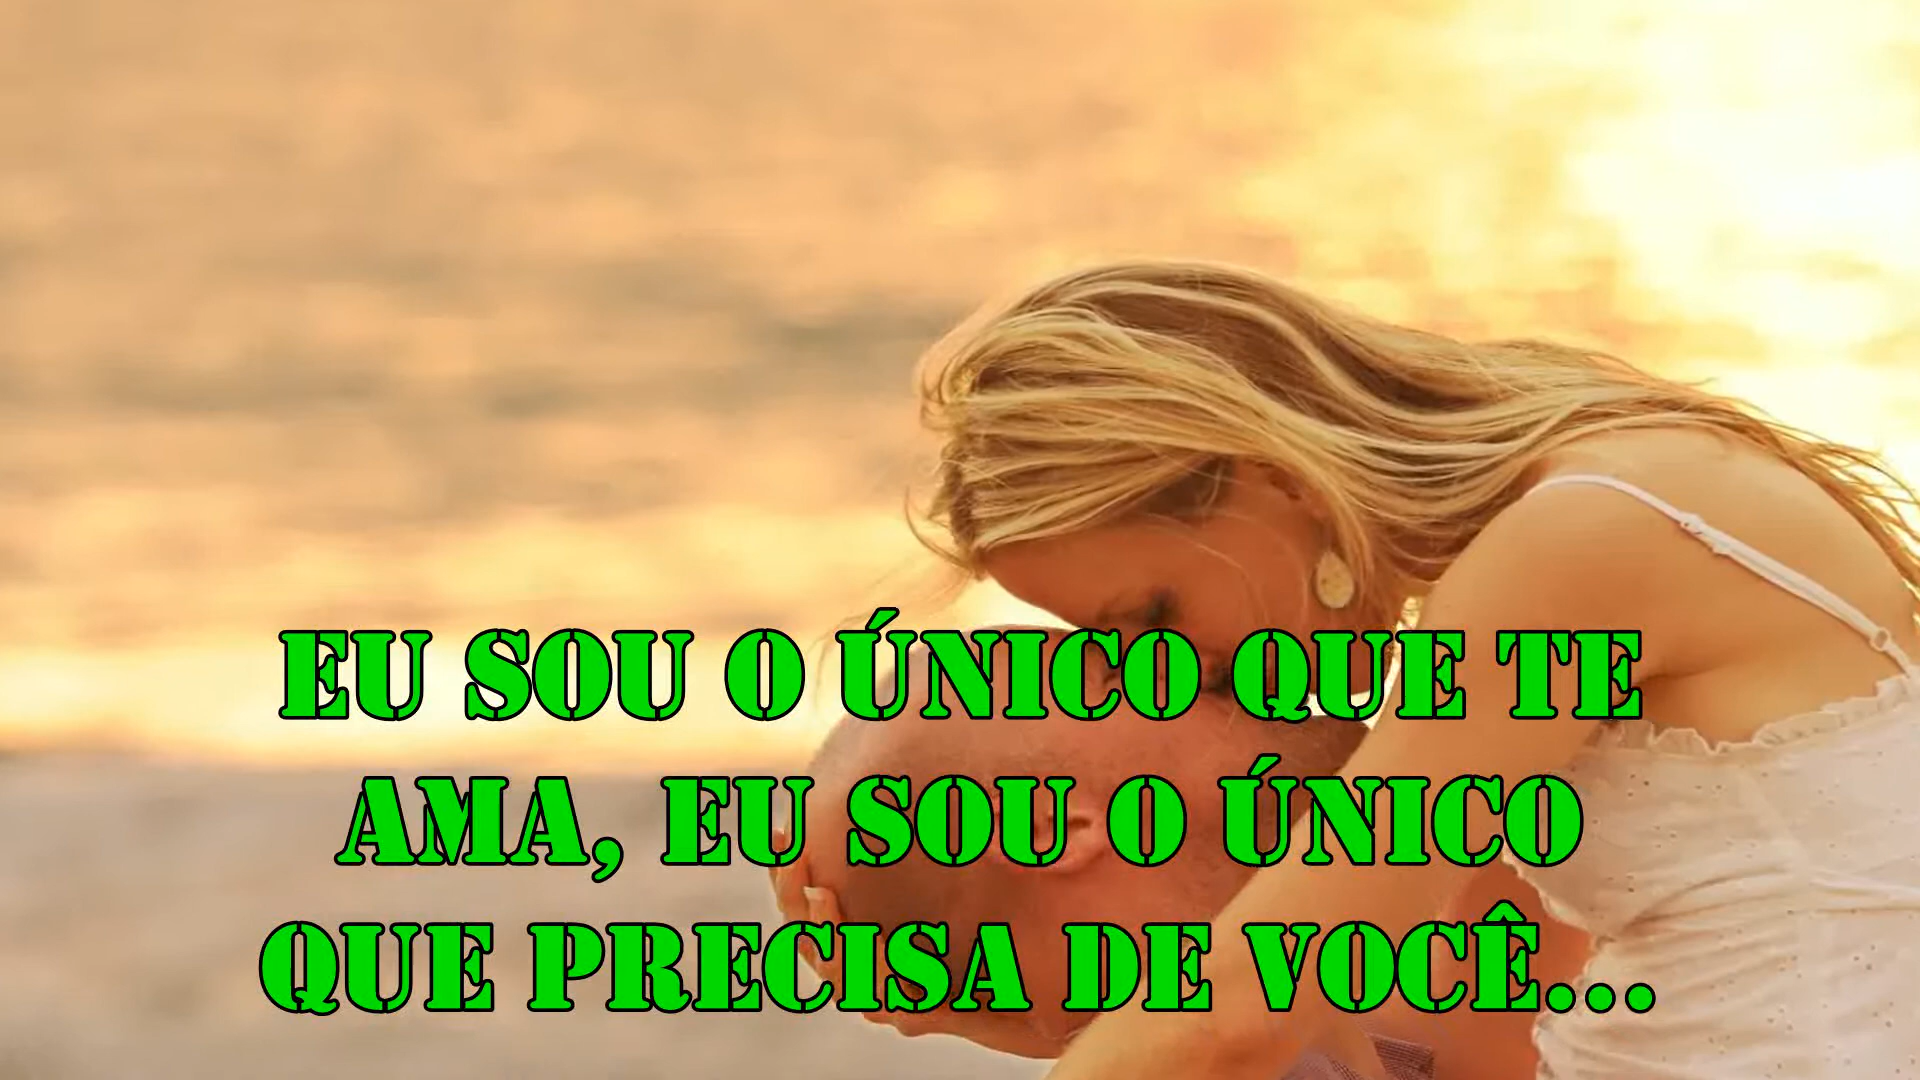 EU SOU O ÚNICO QUE TE
AMA, EU SOU O ÚNICO
QUE PRECISA DE VOCÊ...